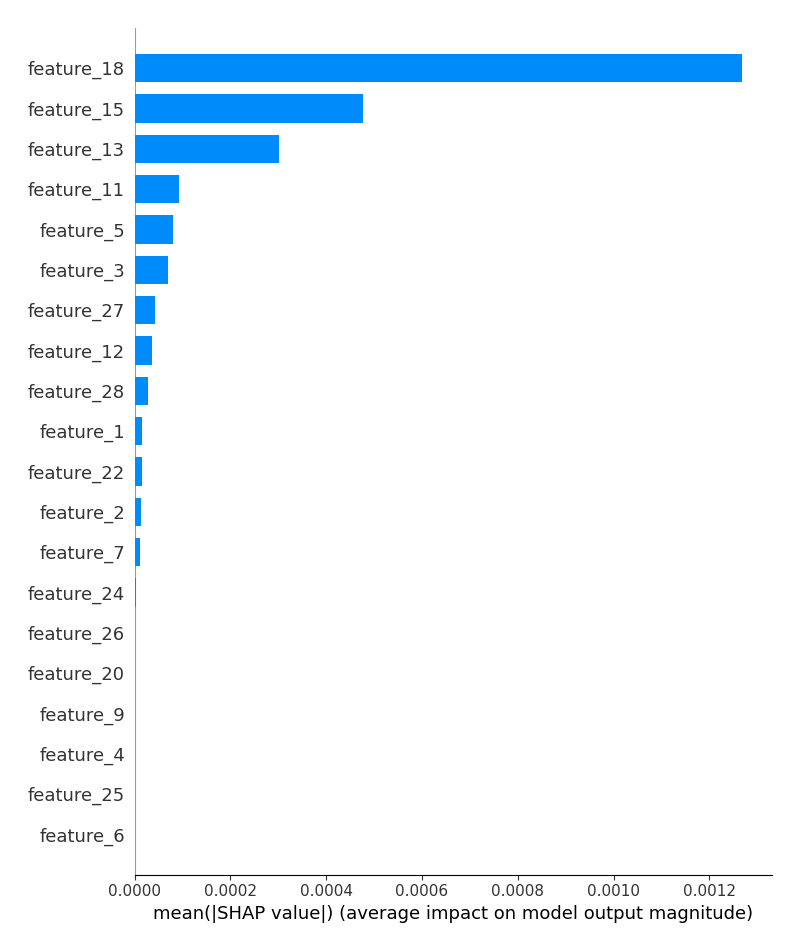 feature_18
feature_15
feature_13
feature_11
feature_5
feature_3
feature_27
feature_12
feature_28
feature_1
feature_22
feature_2
feature_7
feature_24
feature_26
feature_20
feature_9
feature_4
feature_25
feature_6
0.0000 0.0002 0.0004 0.0006 0.0008 0.0010 0.0012
mean(|SHAP value|) (average impact on model output magnitude)